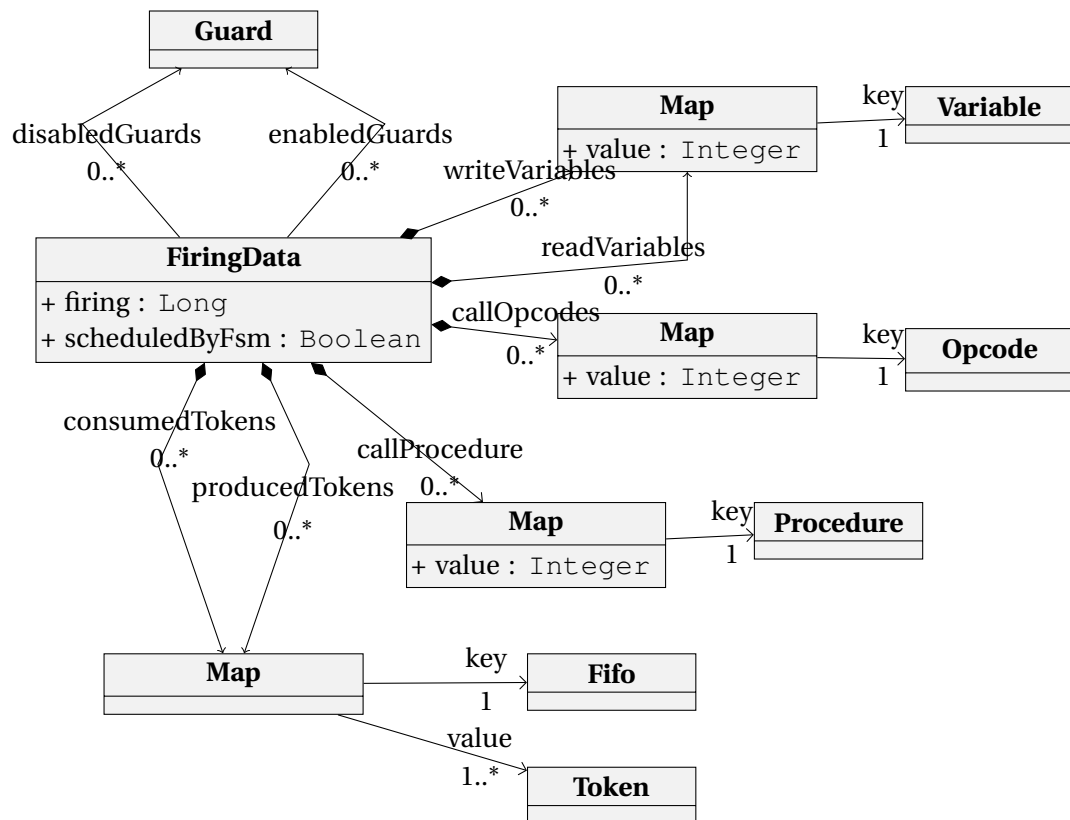 Guard
disabledGuards
enabledGuards
0..*
0..*
Map
+ value : Integer
key
1
Variable
writeVariables
0..*
FiringData
+ firing : Long
+ scheduledByFsm : Boolean
readVariables
0..*
callOpcodes
0..*
Map
+ value : Integer
key
1
Opcode
consumedTokens
0..*
producedTokens
0..*
callProcedure
0..*
Map
+ value : Integer
key
1
Procedure
Map
key
1
Fifo
value
1..*
Token